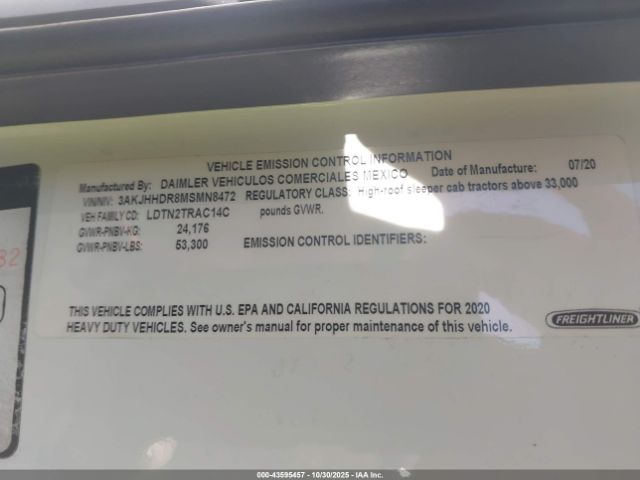 VEHICLE EMISSION CONTROL INFORMATION
Manufactured By: DAIMLER VEHICULOS COMERCIALES MEXICO Date of Manufacture: 07/20
VIN/NIV: 3AKJHHDR8MSMN8472 REGULATORY CLASS: High-roof sleeper cab tractors above 33,000
VEH FAMILY CD: LDTN2TRAC14C pounds GVWR.
GVWR-PNBV-KG: 24,176
GVWR-PNBV-LBS: 53,300 EMISSION CONTROL IDENTIFIERS:
THIS VEHICLE COMPLIES WITH U.S. EPA AND CALIFORNIA REGULATIONS FOR 2020
HEAVY DUTY VEHICLES. See owner's manual for proper maintenance of this vehicle.
FREIGHTLINER
000-43595457 - 10/30/2025 - IAAI.com